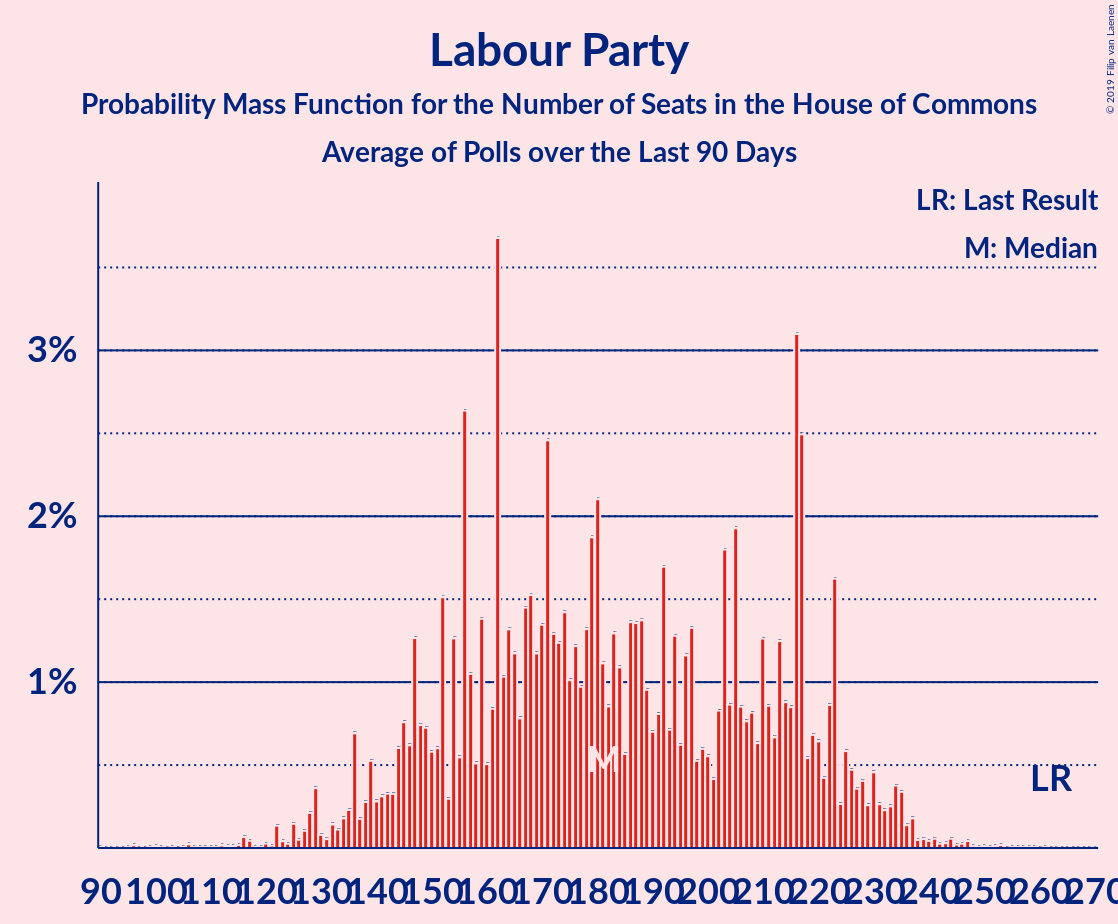 Labour Party
Probability Mass Function for the Number of Seats in the House of Commons
Average of Polls over the Last 90 Days
© 2019 Filip van Laenen
LR: Last Result
M: Median
3%
2%
1%
M
LR
90 100 110 120 130 140 150 160 170 180 190 200 210 220 230 240 250 260 270